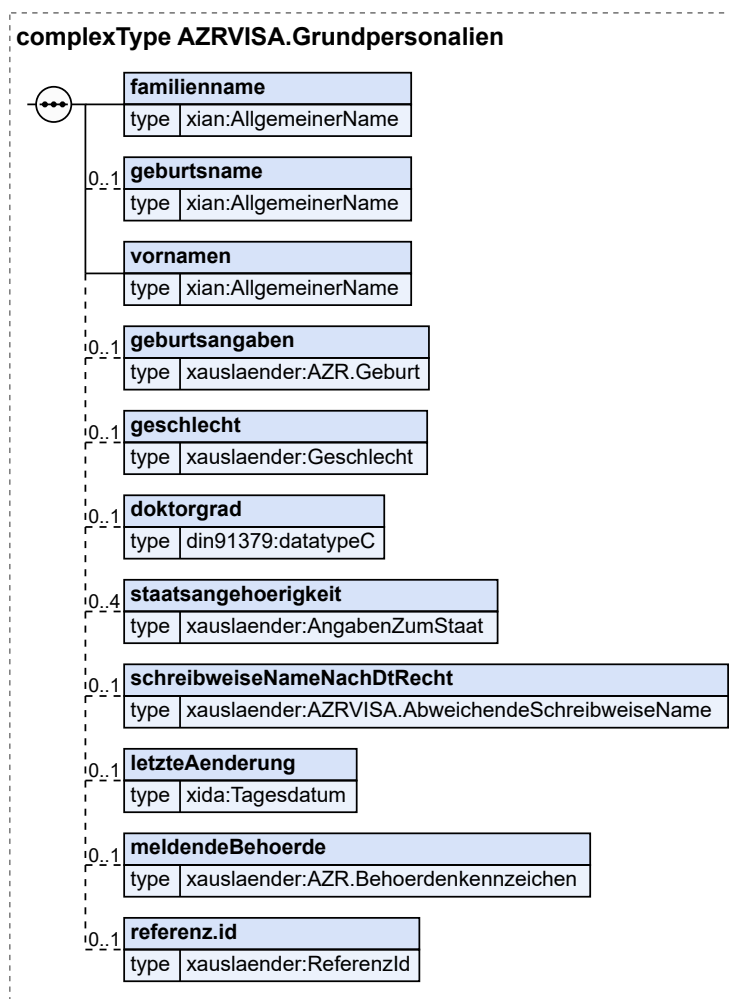 complexType AZRVISA.Grundpersonalien
familienname
type xian:AllgemeinerName
0..1 geburtsname
type xian:AllgemeinerName
vornamen
type xian:AllgemeinerName
0..1 geburtsangaben
type xauslaender:AZR.Geburt
0..1 geschlecht
type xauslaender:Geschlecht
0..1 doktorgrad
type din91379:datatypeC
0..4 staatsangehoerigkeit
type xauslaender:AngabenZumStaat
0..1 schreibweiseNameNachDtRecht
type xauslaender:AZRVISA.AbweichendeSchreibweiseName
0..1 letzteAenderung
type xida:Tagesdatum
0..1 meldendeBehoerde
type xauslaender:AZR.Behoerdenkennzeichen
0..1 referenz.id
type xauslaender:ReferenzId